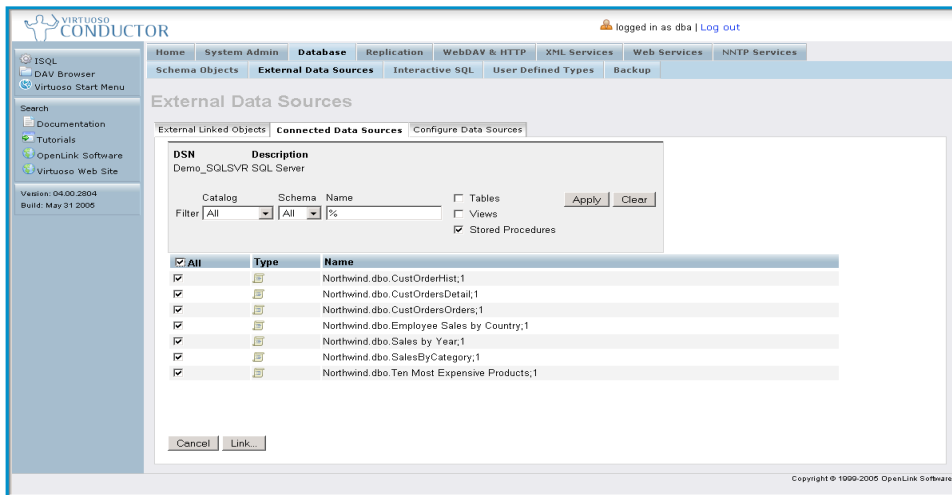 VIRTUOSO
CONDUCTOR
logged in as dba | Log out
ISQL
DAV Browser
Virtuoso Start Menu
Search
Documentation
Tutorials
OpenLink Software
Virtuoso Web Site
Version: 04.00.2804
Build: May 31 2005
Home System Admin Database Replication WebDAV & HTTP XML Services Web Services NNTP Services
Schema Objects External Data Sources Interactive SQL User Defined Types Backup
External Data Sources
External Linked Objects Connected Data Sources Configure Data Sources
DSN Description
Demo_SQLSVR SQL Server
Catalog Schema Name
Filter All All %
Tables
Views
Stored Procedures
Apply Clear
All Type Name
Northwind.dbo.CustOrderHist;1
Northwind.dbo.CustOrdersDetail;1
Northwind.dbo.CustOrdersOrders;1
Northwind.dbo.Employee Sales by Country;1
Northwind.dbo.Sales by Year;1
Northwind.dbo.SalesByCategory;1
Northwind.dbo.Ten Most Expensive Products;1
Cancel Link...
Copyright © 1999-2005 OpenLink Software